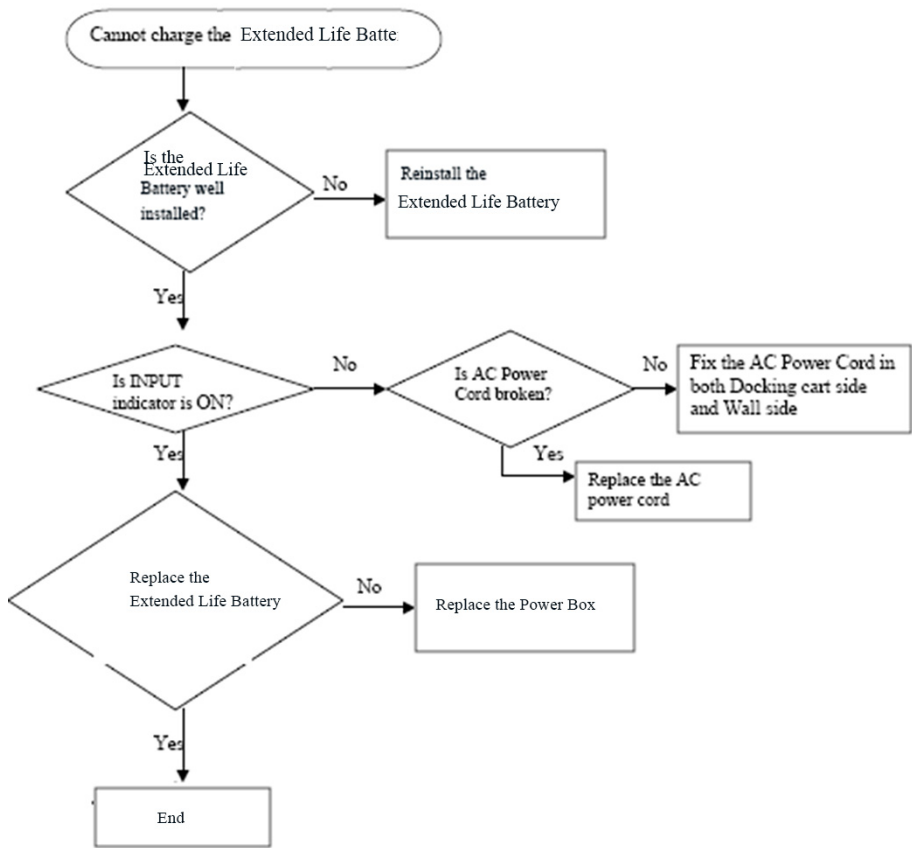 Cannot charge the Extended Life Batte
Is the
Extended Life
Battery well
installed?
No
Reinstall the
Extended Life Battery
Yes
Is INPUT
indicator is ON?
No
Is AC Power
Cord broken?
No
Fix the AC Power Cord in
both Docking cart side
and Wall side
Yes
Yes
Replace the AC
power cord
Replace the
Extended Life Battery
No
Replace the Power Box
Yes
End